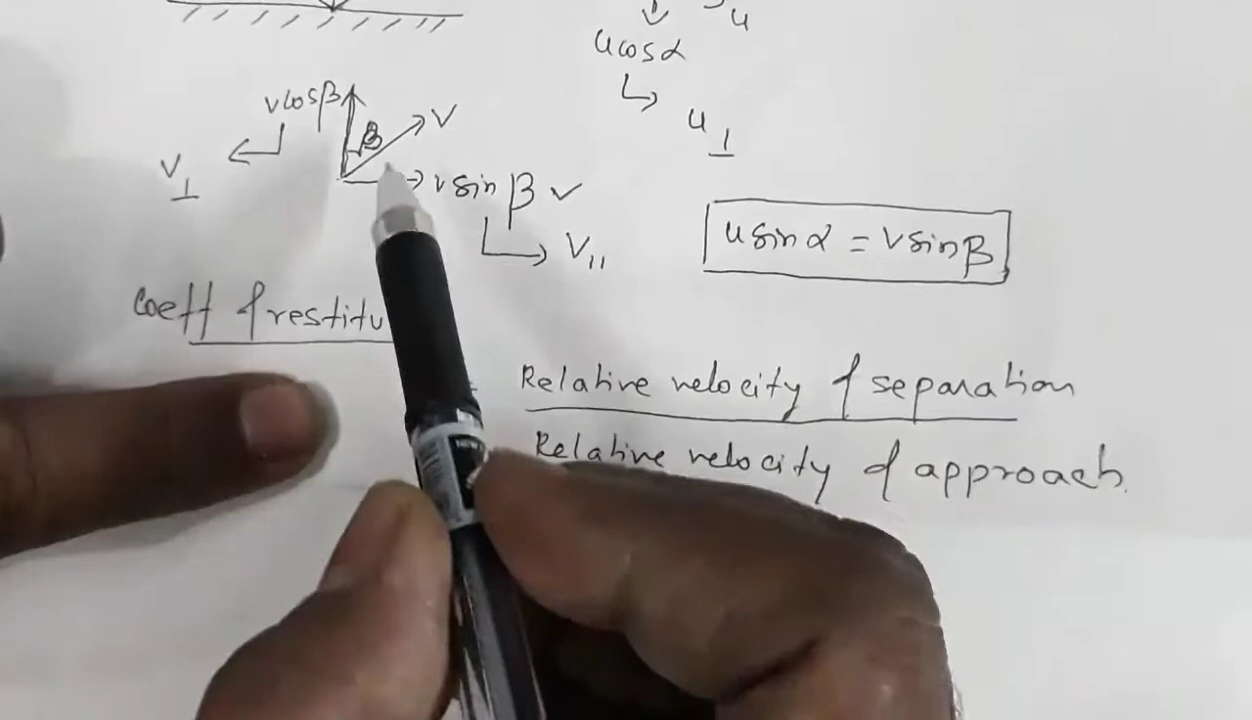 u
u cos α
u⊥
v cos β
β
v
v⊥
v sin β ✓
v॥
u sin α = v sin β
Coeff of restitu
Relative velocity of separation
Relative velocity of approach.